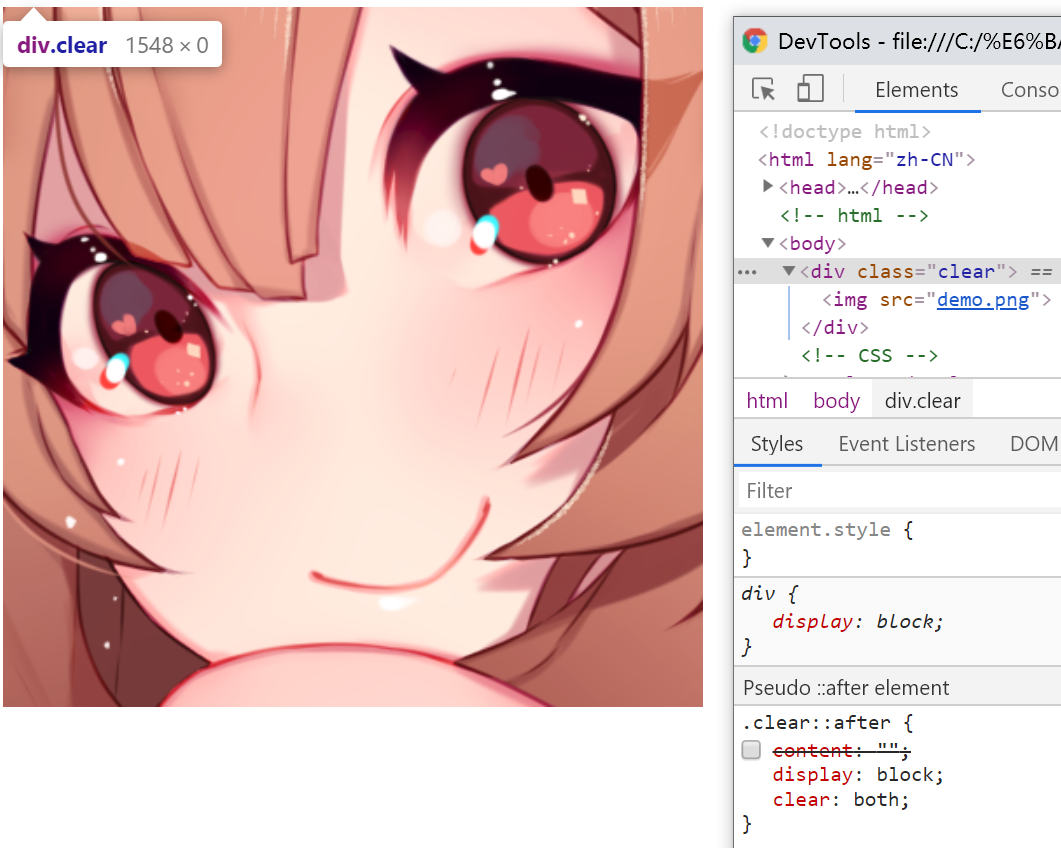 div.clear 1548 × 0
DevTools - file:///C:/%E6%B
Elements Conso
<!doctype html>
<html lang="zh-CN">
<head>…</head>
<!-- html -->
<body>
<div class="clear"> ==
<img src="demo.png">
</div>
<!-- CSS -->
html body div.clear
Styles Event Listeners DOM
Filter
element.style {
}
div {
display: block;
}
Pseudo ::after element
.clear::after {
content: "";
display: block;
clear: both;
}